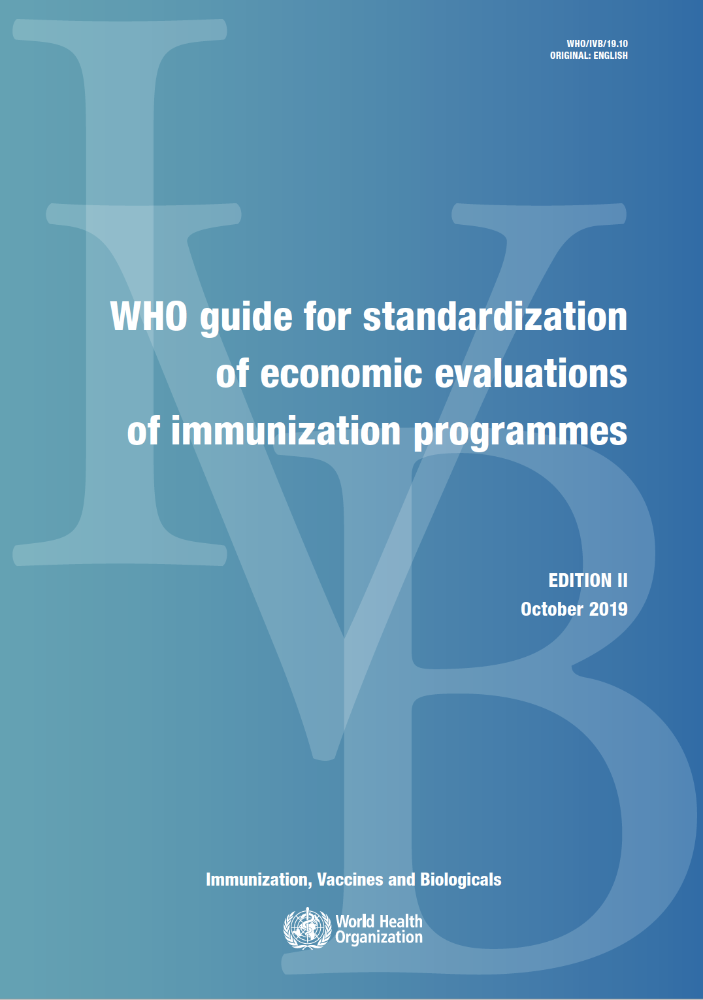 WHO/IVB/19.10
ORIGINAL: ENGLISH
IVB
WHO guide for standardization
of economic evaluations
of immunization programmes
EDITION II
October 2019
Immunization, Vaccines and Biologicals
World Health
Organization